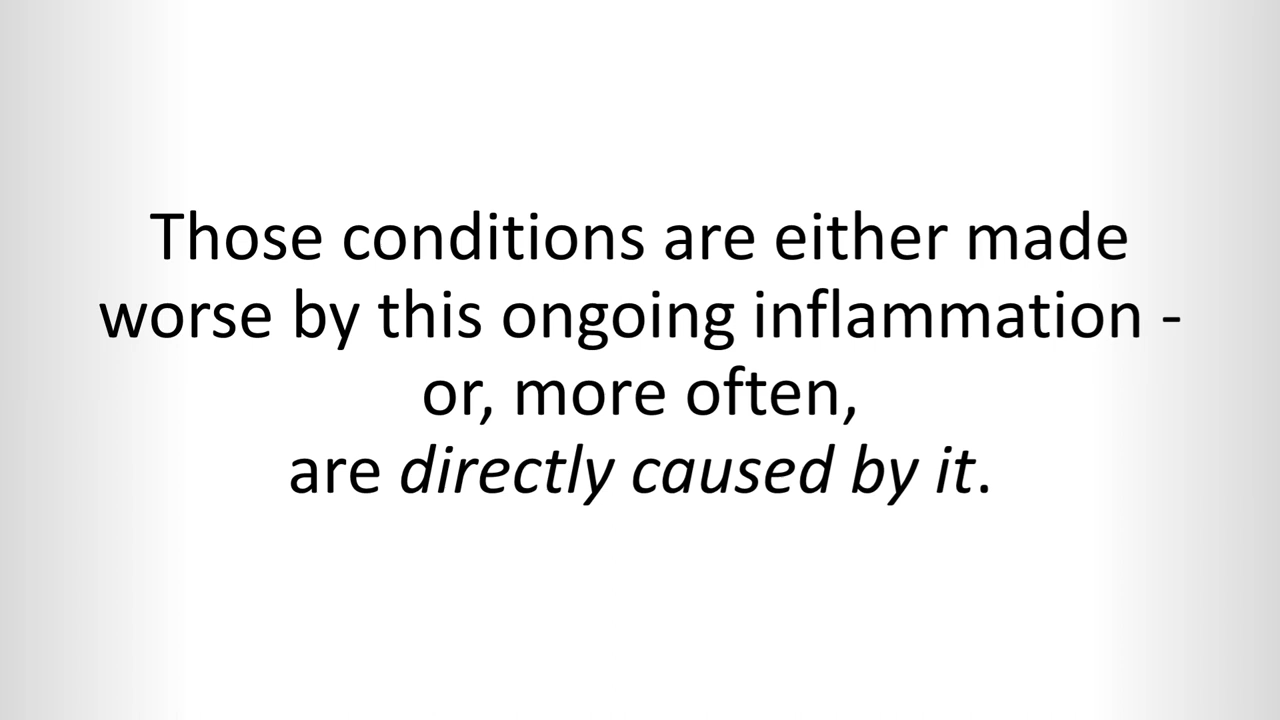 Those conditions are either made
worse by this ongoing inflammation -
or, more often,
are directly caused by it.